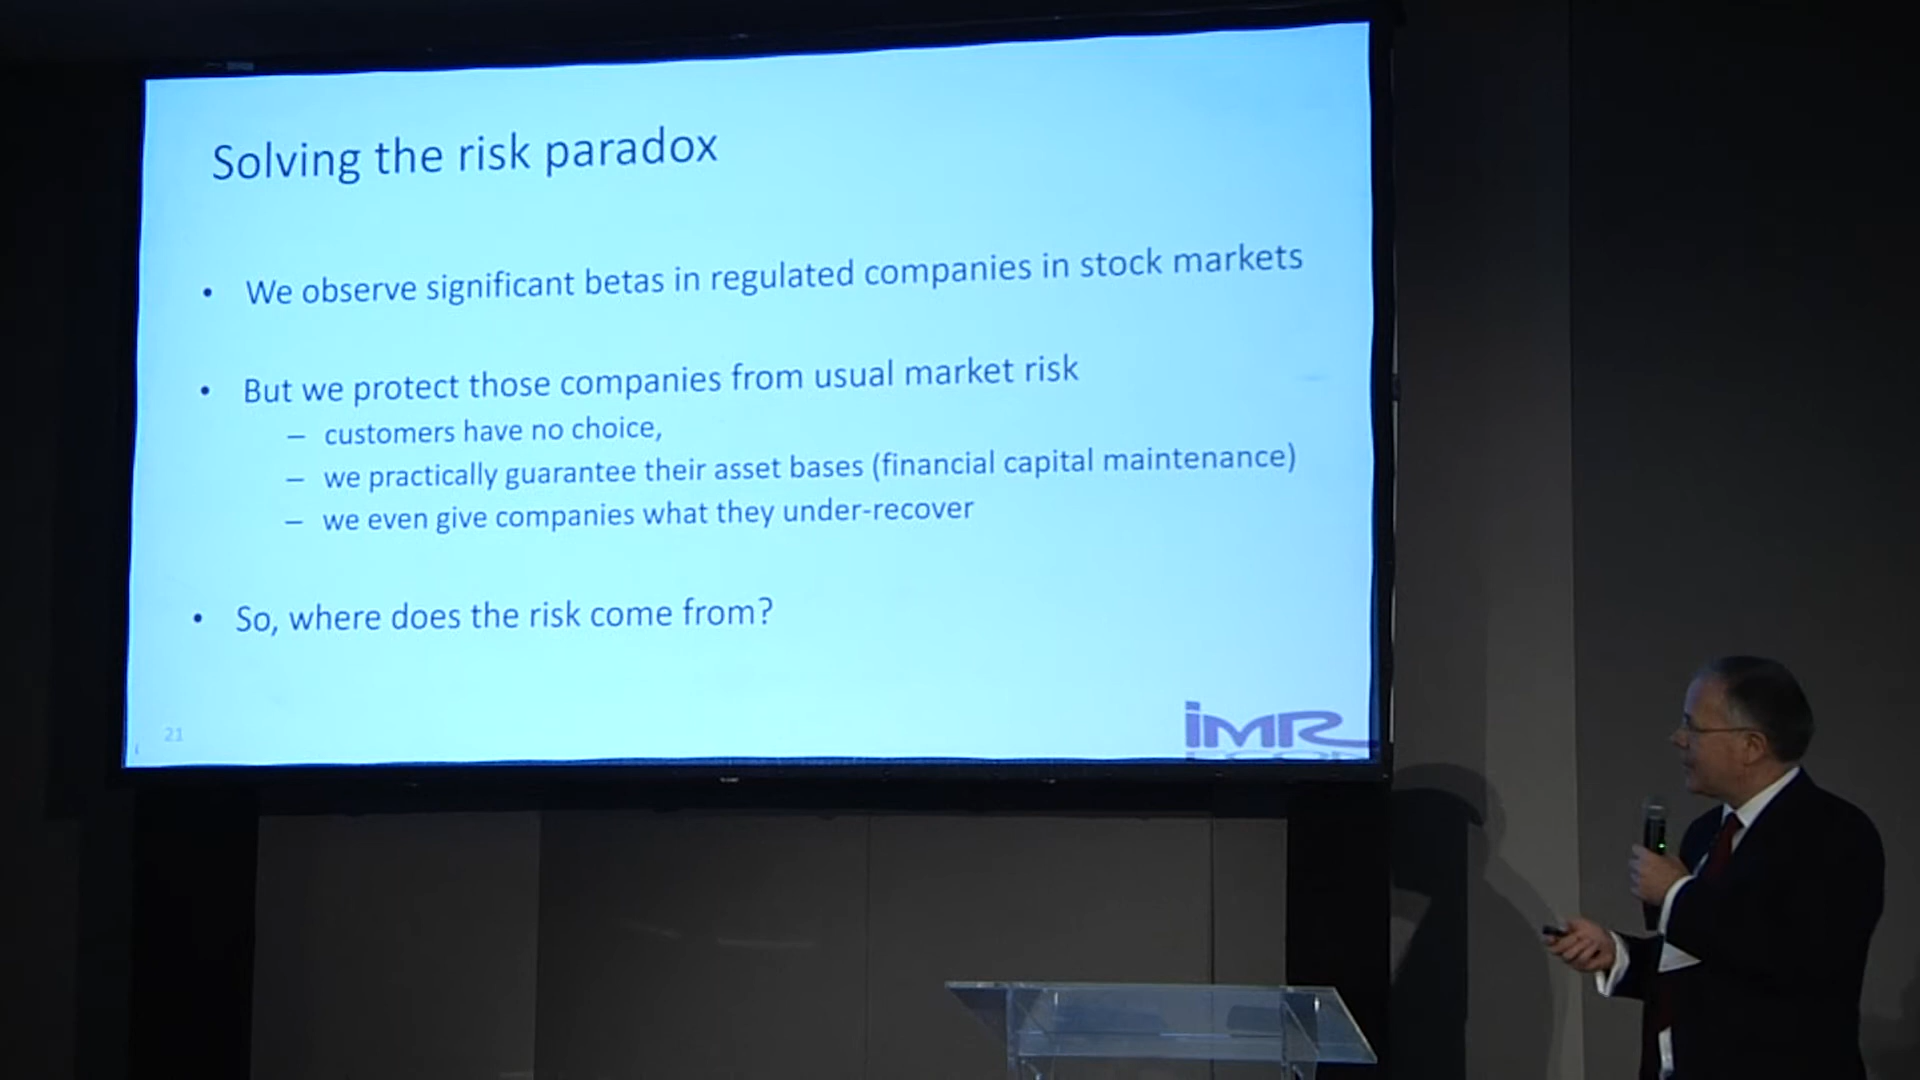 Solving the risk paradox
• We observe significant betas in regulated companies in stock markets
• But we protect those companies from usual market risk
– customers have no choice,
– we practically guarantee their asset bases (financial capital maintenance)
– we even give companies what they under-recover
• So, where does the risk come from?
21
iMR